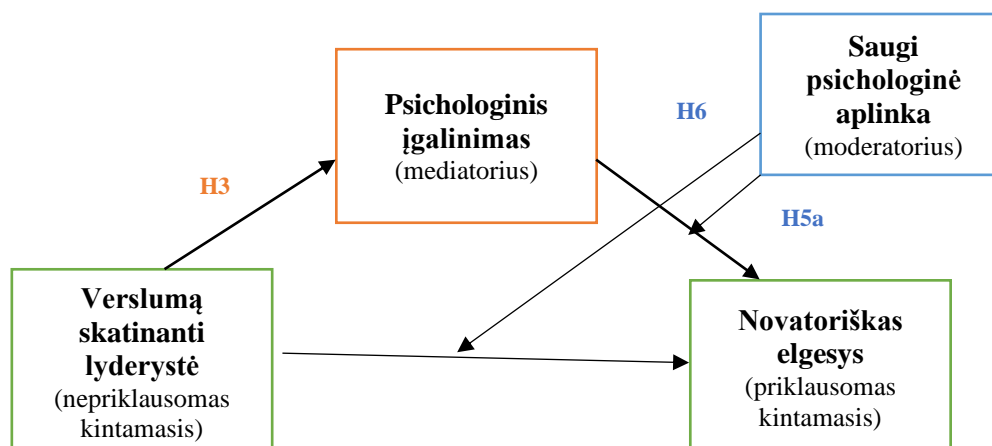 Saugi
psichologinė
aplinka
(moderatorius)
Psichologinis
įgalinimas
(mediatorius)
H6
H3
H5a
Verslumą
skatinanti
lyderystė
(nepriklausomas
kintamasis)
Novatoriškas
elgesys
(priklausomas
kintamasis)